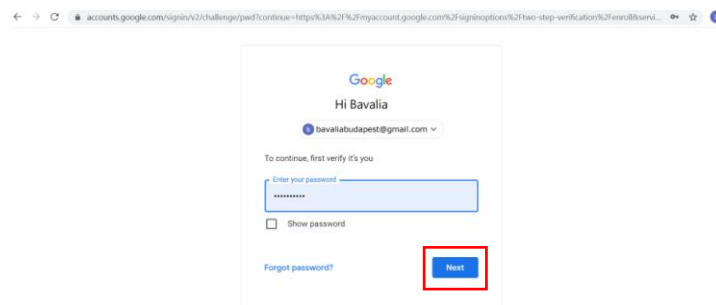 accounts.google.com/signin/v2/challenge/pwd?continue=https%3A%2F%2Fmyaccount.google.com%2Fsigninoptions%2Ftwo-step-verification%2Fenroll&servi...
Google
Hi Bavalia
bavaliabudapest@gmail.com
To continue, first verify it's you
Enter your password
••••••••••
Show password
Forgot password?
Next